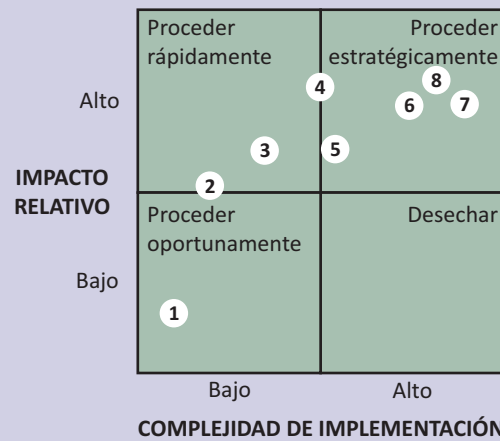 Proceder
rápidamente
Proceder
estratégicamente
Alto
4
8
6
7
3
5
IMPACTO
RELATIVO
2
Proceder
oportunamente
Desechar
Bajo
1
Bajo
Alto
COMPLEJIDAD DE IMPLEMENTACIÓN